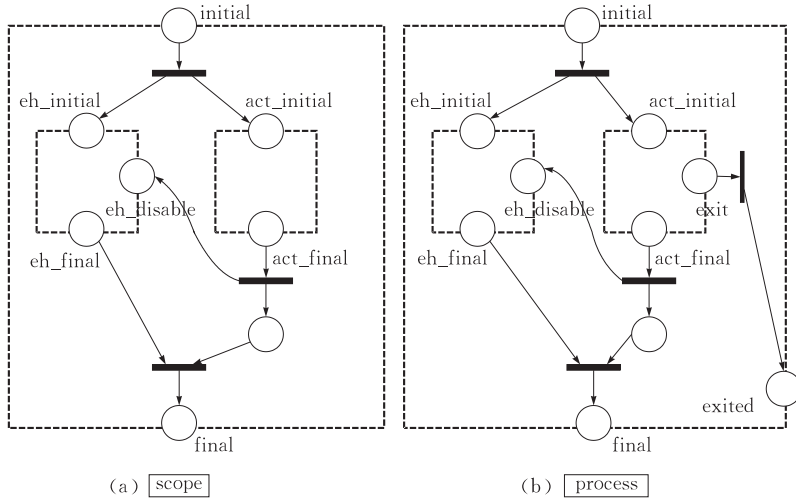 initial
eh_initial
act_initial
eh_disable
eh_final
act_final
final
(a) scope
initial
eh_initial
act_initial
eh_disable
exit
eh_final
act_final
exited
final
(b) process